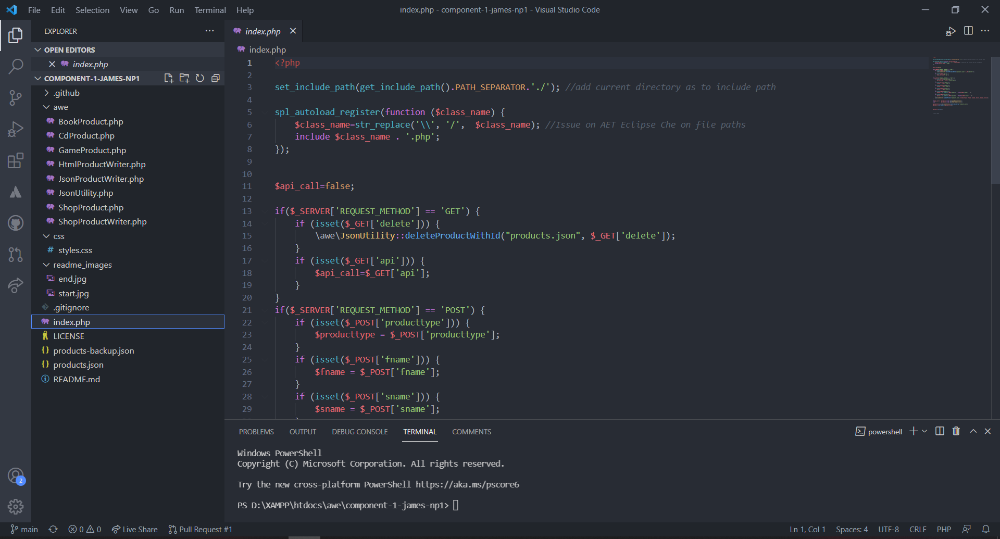 File Edit Selection View Go Run Terminal Help
index.php - component-1-james-np1 - Visual Studio Code
EXPLORER
OPEN EDITORS
index.php
COMPONENT-1-JAMES-NP1
.github
awe
BookProduct.php
CdProduct.php
GameProduct.php
HtmlProductWriter.php
JsonProductWriter.php
JsonUtility.php
ShopProduct.php
ShopProductWriter.php
css
styles.css
readme_images
end.jpg
start.jpg
.gitignore
index.php
LICENSE
products-backup.json
products.json
README.md
2
index.php
index.php
1 <?php
2
3 set_include_path(get_include_path().PATH_SEPARATOR.'./'); //add current directory as to include path
4
5 spl_autoload_register(function ($class_name) {
6     $class_name=str_replace('\\', '/',  $class_name); //Issue on AET Eclipse Che on file paths
7     include $class_name . '.php';
8 });
9
10
11 $api_call=false;
12
13 if($_SERVER['REQUEST_METHOD'] == 'GET') {
14     if (isset($_GET['delete'])) {
15         \awe\JsonUtility::deleteProductWithId("products.json", $_GET['delete']);
16     }
17     if (isset($_GET['api'])) {
18         $api_call=$_GET['api'];
19     }
20 }
21 if($_SERVER['REQUEST_METHOD'] == 'POST') {
22     if (isset($_POST['producttype'])) {
23         $producttype = $_POST['producttype'];
24     }
25     if (isset($_POST['fname'])) {
26         $fname = $_POST['fname'];
27     }
28     if (isset($_POST['sname'])) {
29         $sname = $_POST['sname'];
PROBLEMS OUTPUT DEBUG CONSOLE TERMINAL COMMENTS
powershell
Windows PowerShell
Copyright (C) Microsoft Corporation. All rights reserved.
Try the new cross-platform PowerShell https://aka.ms/pscore6
PS D:\XAMPP\htdocs\awe\component-1-james-np1>
main 0 0 Live Share Pull Request #1
Ln 1, Col 1 Spaces: 4 UTF-8 CRLF PHP